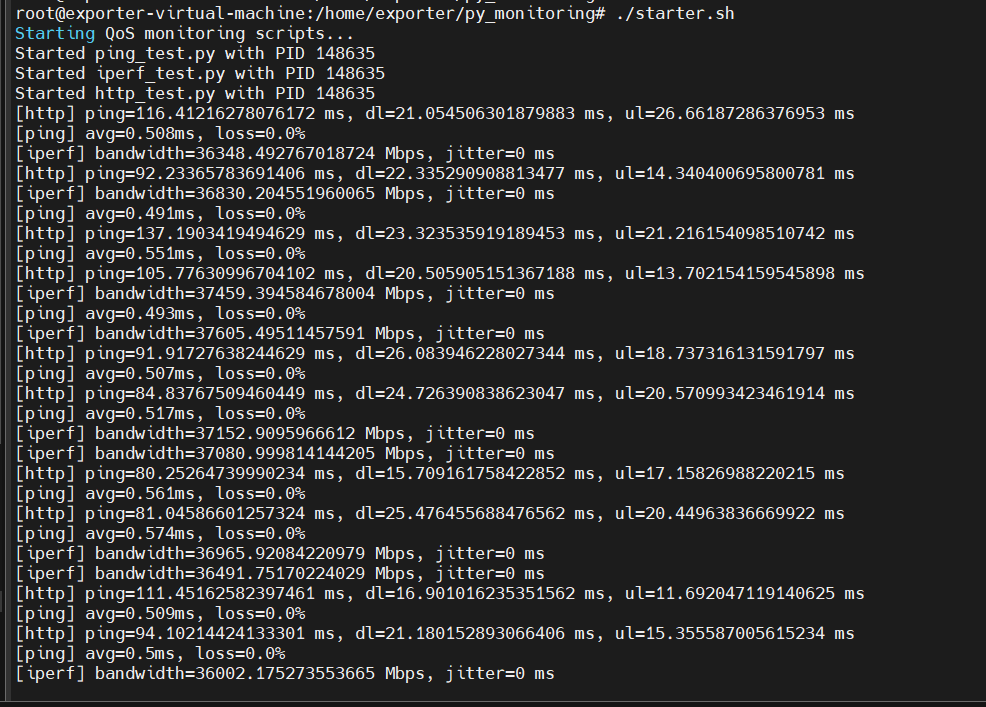 root@exporter-virtual-machine:/home/exporter/py_monitoring# ./starter.sh
Starting QoS monitoring scripts...
Started ping_test.py with PID 148635
Started iperf_test.py with PID 148635
Started http_test.py with PID 148635
[http] ping=116.41216278076172 ms, dl=21.054506301879883 ms, ul=26.66187286376953 ms
[ping] avg=0.508ms, loss=0.0%
[iperf] bandwidth=36348.492767018724 Mbps, jitter=0 ms
[http] ping=92.23365783691406 ms, dl=22.335290908813477 ms, ul=14.340400695800781 ms
[iperf] bandwidth=36830.204551960065 Mbps, jitter=0 ms
[ping] avg=0.491ms, loss=0.0%
[http] ping=137.1903419494629 ms, dl=23.323535919189453 ms, ul=21.216154098510742 ms
[ping] avg=0.551ms, loss=0.0%
[http] ping=105.77630996704102 ms, dl=20.505905151367188 ms, ul=13.702154159545898 ms
[iperf] bandwidth=37459.394584678004 Mbps, jitter=0 ms
[ping] avg=0.493ms, loss=0.0%
[iperf] bandwidth=37605.49511457591 Mbps, jitter=0 ms
[http] ping=91.91727638244629 ms, dl=26.083946228027344 ms, ul=18.737316131591797 ms
[ping] avg=0.507ms, loss=0.0%
[http] ping=84.83767509460449 ms, dl=24.726390838623047 ms, ul=20.570993423461914 ms
[ping] avg=0.517ms, loss=0.0%
[iperf] bandwidth=37152.9095966612 Mbps, jitter=0 ms
[iperf] bandwidth=37080.999814144205 Mbps, jitter=0 ms
[http] ping=80.25264739990234 ms, dl=15.709161758422852 ms, ul=17.15826988220215 ms
[ping] avg=0.561ms, loss=0.0%
[http] ping=81.04586601257324 ms, dl=25.476455688476562 ms, ul=20.44963836669922 ms
[ping] avg=0.574ms, loss=0.0%
[iperf] bandwidth=36965.92084220979 Mbps, jitter=0 ms
[iperf] bandwidth=36491.75170224029 Mbps, jitter=0 ms
[http] ping=111.45162582397461 ms, dl=16.901016235351562 ms, ul=11.692047119140625 ms
[ping] avg=0.509ms, loss=0.0%
[http] ping=94.10214424133301 ms, dl=21.180152893066406 ms, ul=15.355587005615234 ms
[ping] avg=0.5ms, loss=0.0%
[iperf] bandwidth=36002.175273553665 Mbps, jitter=0 ms